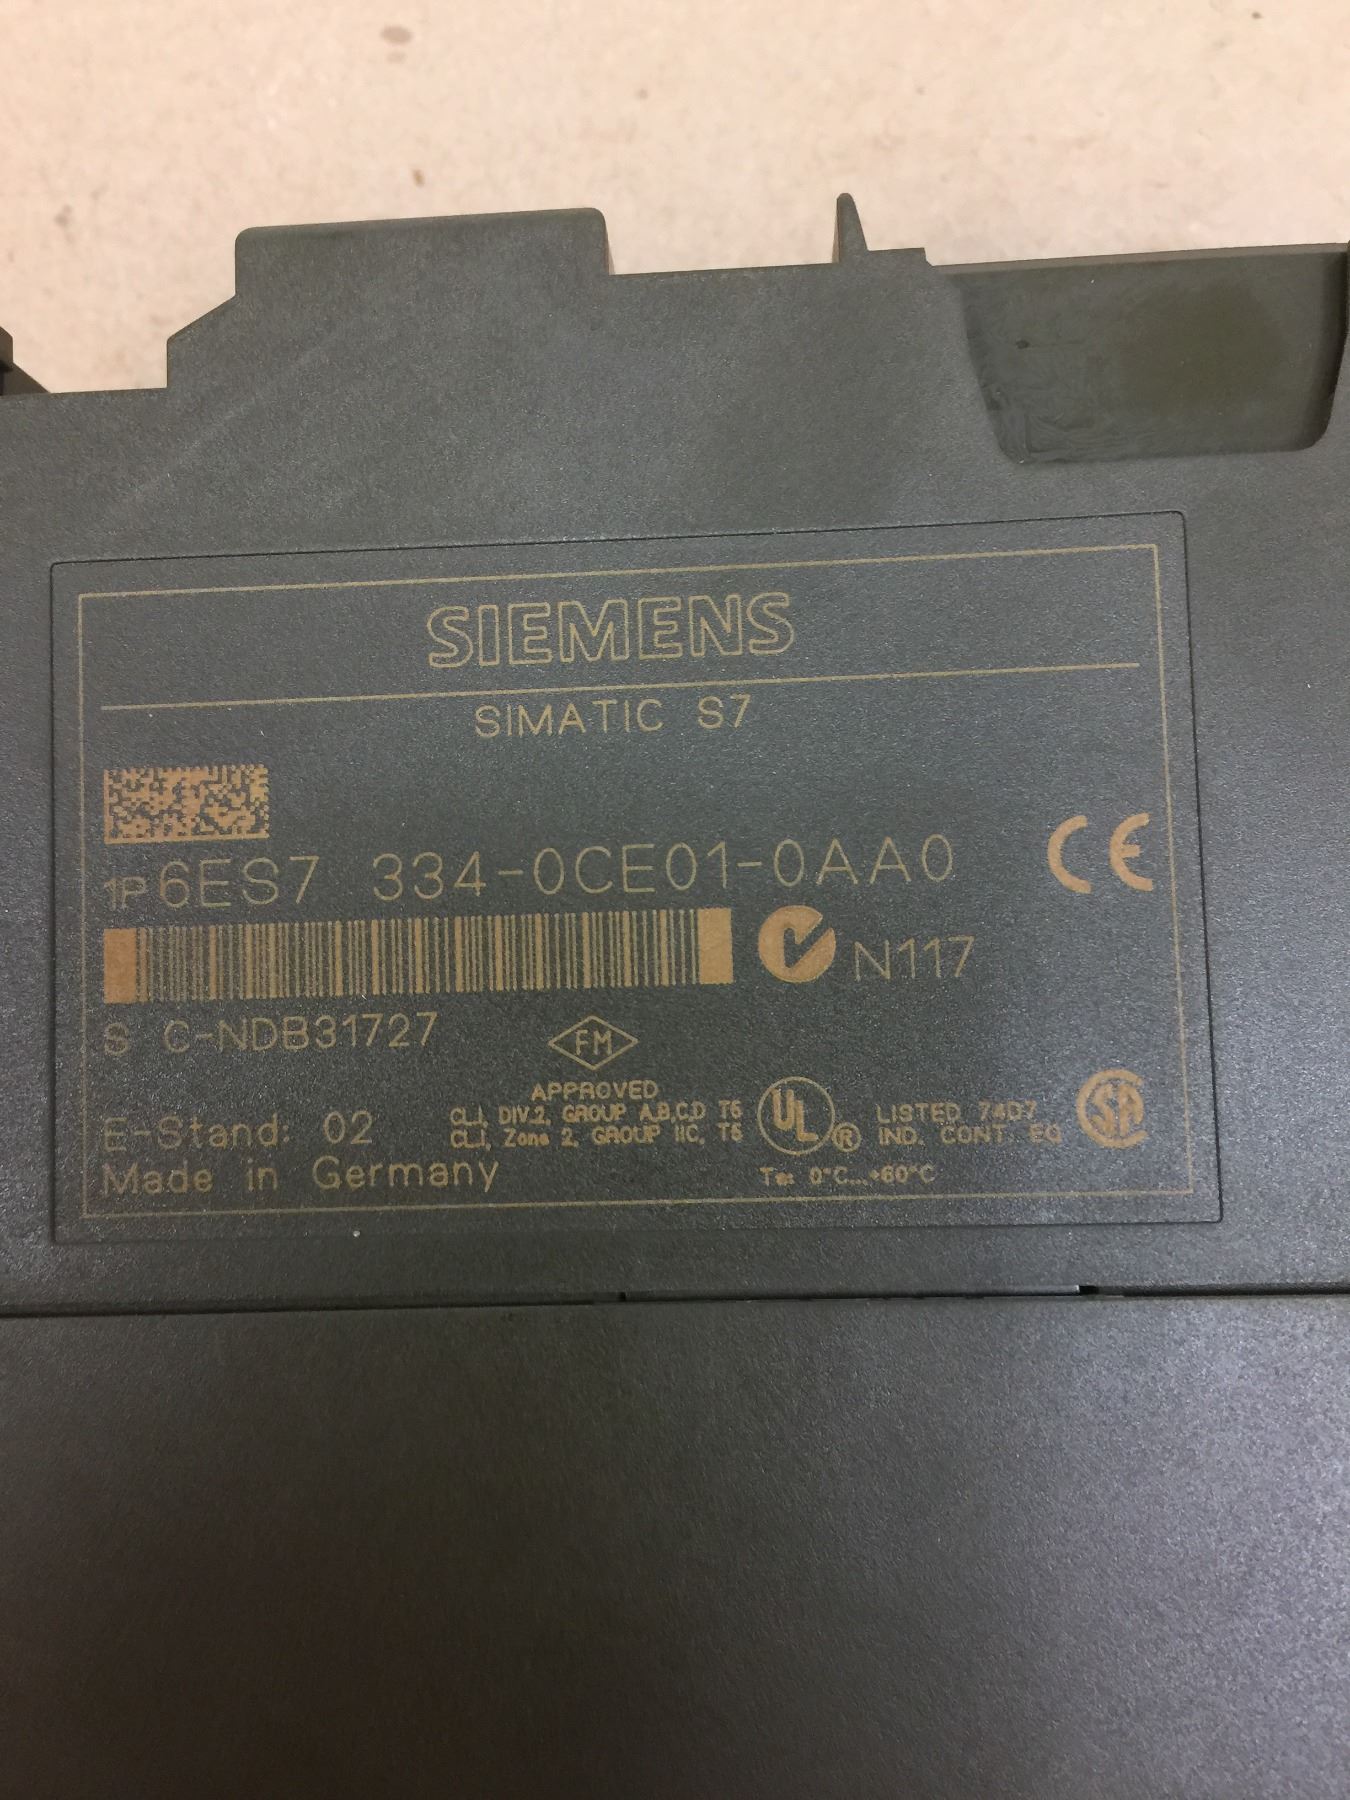 SIEMENS
SIMATIC S7
1P 6ES7 334-0CE01-0AA0
CE
N117
S C-NDB31727
FM
APPROVED
CL.I, DIV.2, GROUP A,B,C,D T5
CL.I, Zone 2, GROUP IIC, T5
UL ®
LISTED 74D7
IND. CONT. EQ
SA
E-Stand: 02
Made in Germany
Ta: 0°C...+60°C